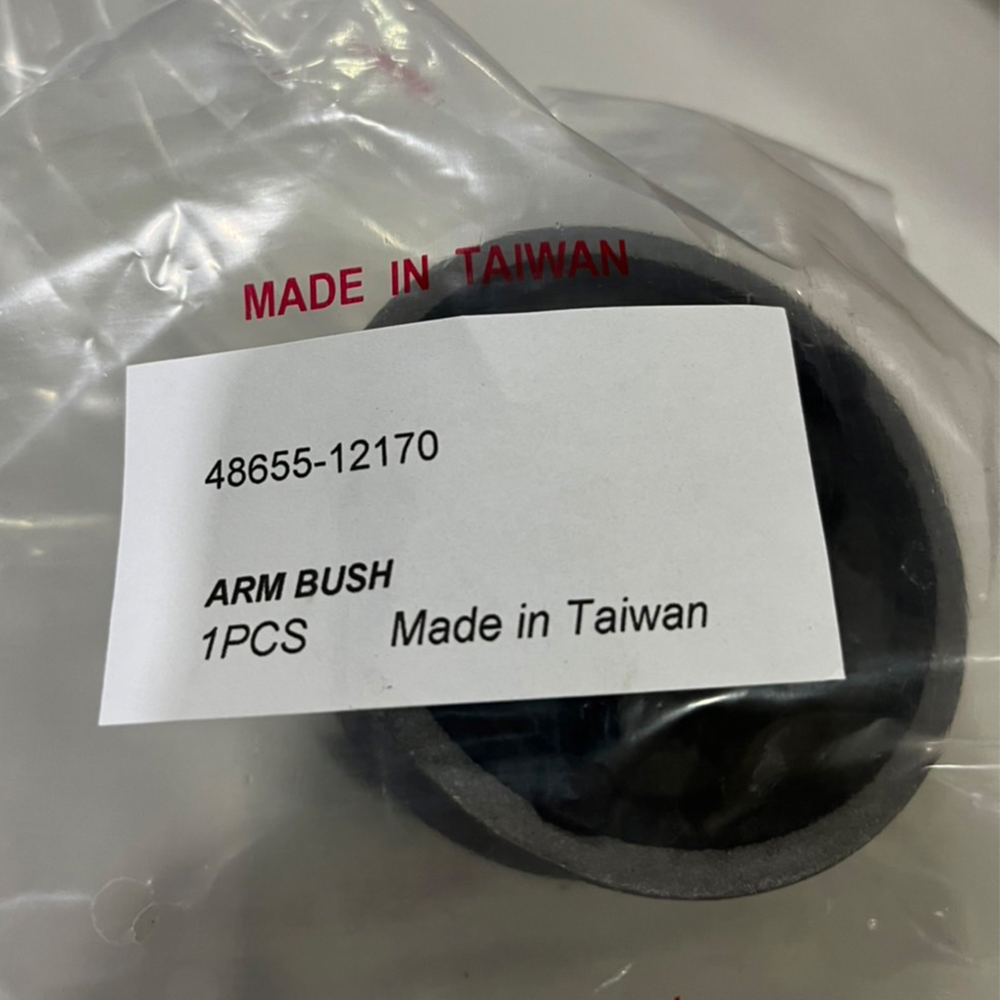 MADE IN TAIWAN
48655-12170
ARM BUSH
1PCS Made in Taiwan